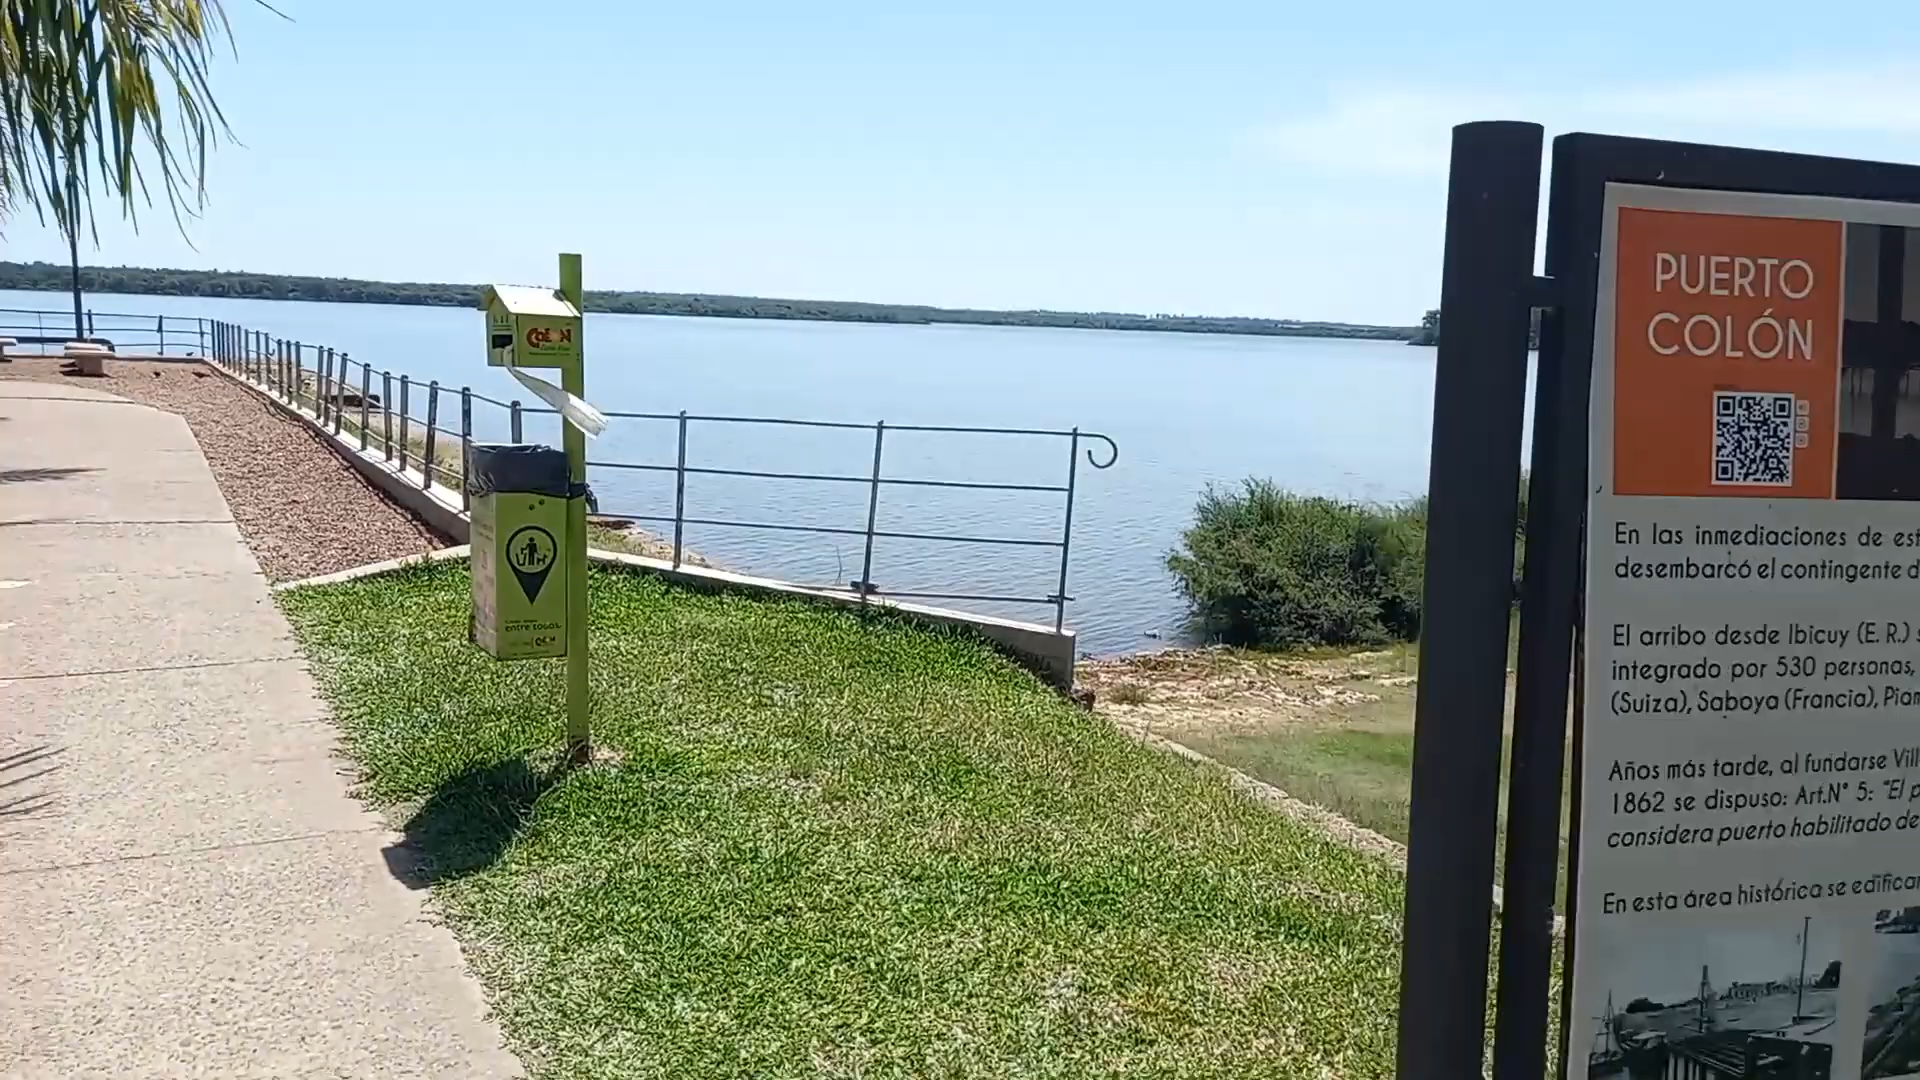 COLÓN
entre todos.
PUERTO
COLÓN
En las inmediaciones de est
desembarcó el contingente d
El arribo desde Ibicuy (E. R.) s
integrado por 530 personas,
(Suiza), Saboya (Francia), Piam
Años más tarde, al fundarse Vill
1862 se dispuso: Art.N° 5: "El p
considera puerto habilitado de
En esta área histórica se edificar